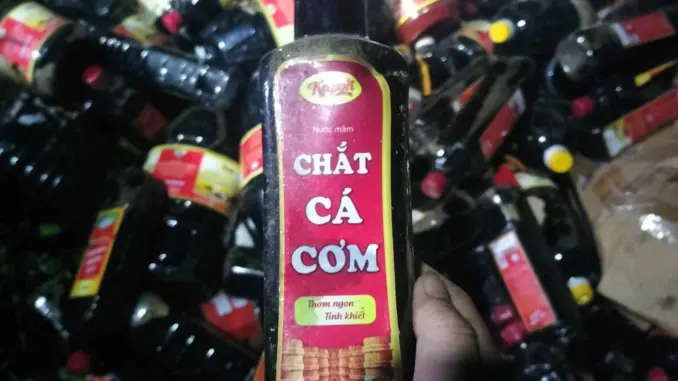 Nước mắm
CHẮT
CÁ
CƠM
Thơm ngon
Tinh khiết